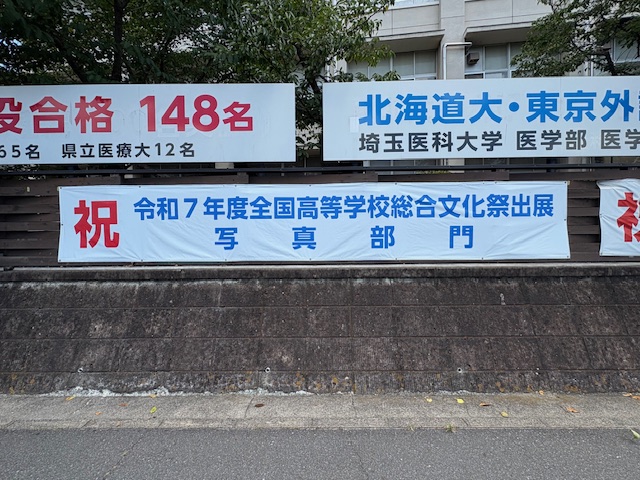 役合格 148名
65名 県立医療大12名
北海道大・東京外
埼玉医科大学 医学部 医学
祝 令和７年度全国高等学校総合文化祭出展
写真部門
祝